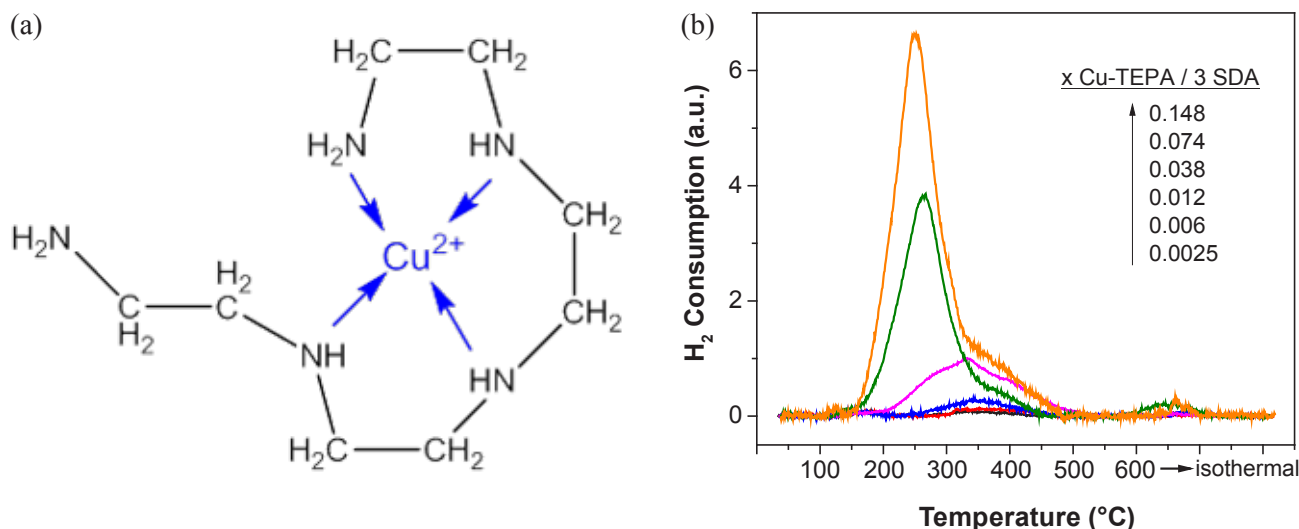 (a)
H₂C
CH₂
H₂N
HN
CH₂
H₂N
Cu²⁺
H₂
C
C
H₂
CH₂
NH
HN
H₂C
CH₂
(b)
H₂ Consumption (a.u.)
6
4
2
0
x Cu-TEPA / 3 SDA
0.148
0.074
0.038
0.012
0.006
0.0025
100 200 300 400 500 600 isothermal
Temperature (°C)